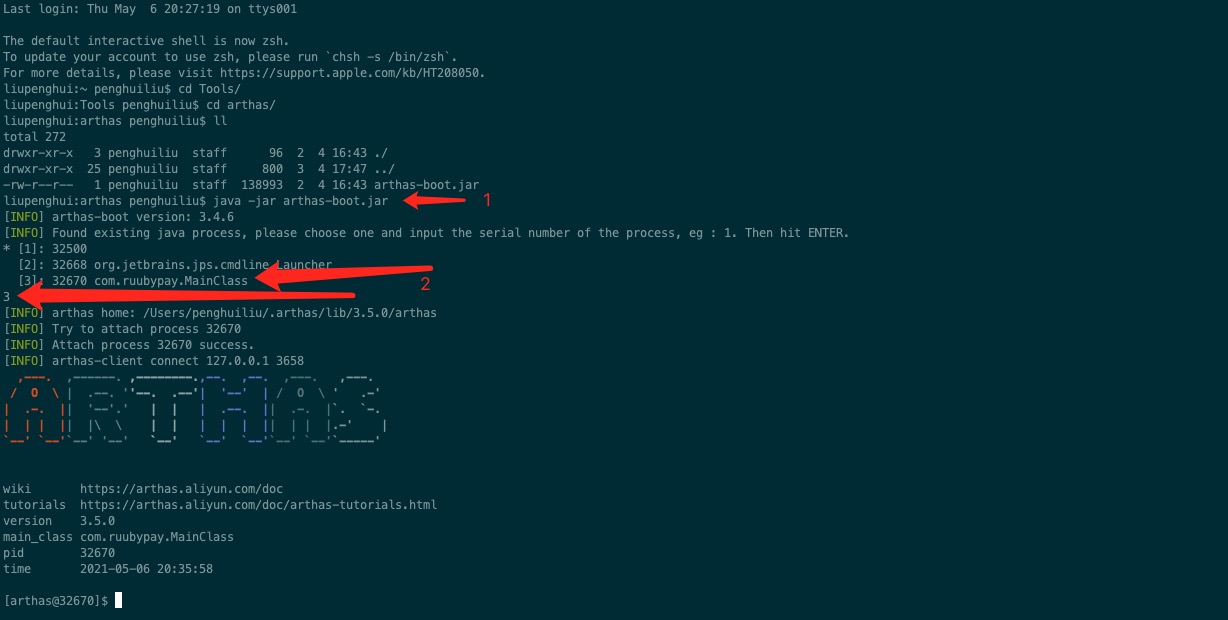 Last login: Thu May  6 20:27:19 on ttys001
The default interactive shell is now zsh.
To update your account to use zsh, please run `chsh -s /bin/zsh`.
For more details, please visit https://support.apple.com/kb/HT208050.
liupenghui:~ penghuiliu$ cd Tools/
liupenghui:Tools penghuiliu$ cd arthas/
liupenghui:arthas penghuiliu$ ll
total 272
drwxr-xr-x   3 penghuiliu  staff      96  2  4 16:43 ./
drwxr-xr-x  25 penghuiliu  staff     800  3  4 17:47 ../
-rw-r--r--   1 penghuiliu  staff  138993  2  4 16:43 arthas-boot.jar
liupenghui:arthas penghuiliu$ java -jar arthas-boot.jar 1
[INFO] arthas-boot version: 3.4.6
[INFO] Found existing java process, please choose one and input the serial number of the process, eg : 1. Then hit ENTER.
* [1]: 32500
[2]: 32668 org.jetbrains.jps.cmdline.Launcher
[3]: 32670 com.ruubypay.MainClass 2
3
[INFO] arthas home: /Users/penghuiliu/.arthas/lib/3.5.0/arthas
[INFO] Try to attach process 32670
[INFO] Attach process 32670 success.
[INFO] arthas-client connect 127.0.0.1 3658
ARTHAS
wiki       https://arthas.aliyun.com/doc
tutorials  https://arthas.aliyun.com/doc/arthas-tutorials.html
version    3.5.0
main_class com.ruubypay.MainClass
pid        32670
time       2021-05-06 20:35:58
[arthas@32670]$